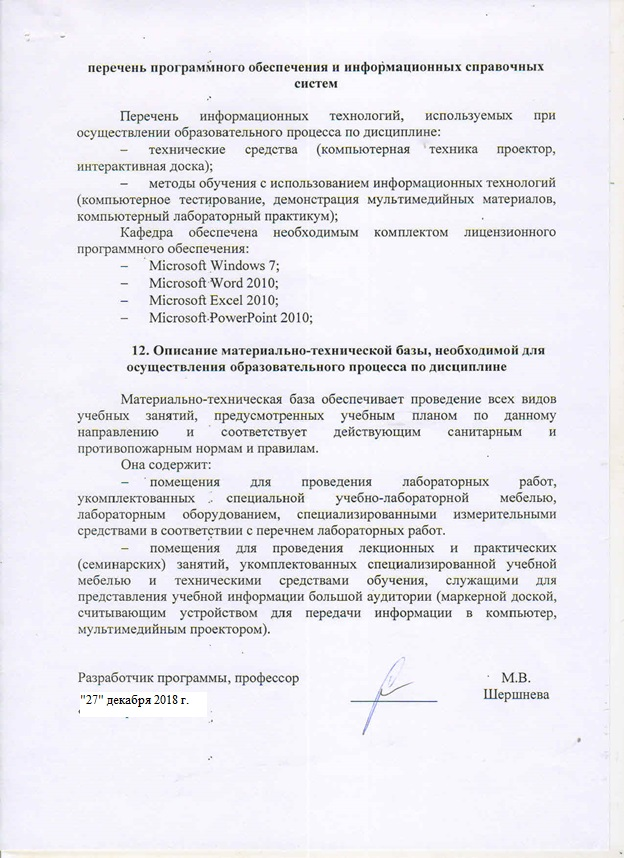 перечень программного обеспечения и информационных справочных
систем
Перечень информационных технологий, используемых при
осуществлении образовательного процесса по дисциплине:
– технические средства (компьютерная техника проектор,
интерактивная доска);
– методы обучения с использованием информационных технологий
(компьютерное тестирование, демонстрация мультимедийных материалов,
компьютерный лабораторный практикум);
Кафедра обеспечена необходимым комплектом лицензионного
программного обеспечения:
– Microsoft Windows 7;
– Microsoft Word 2010;
– Microsoft Excel 2010;
– Microsoft PowerPoint 2010;
12. Описание материально-технической базы, необходимой для
осуществления образовательного процесса по дисциплине
Материально-техническая база обеспечивает проведение всех видов
учебных занятий, предусмотренных учебным планом по данному
направлению и соответствует действующим санитарным и
противопожарным нормам и правилам.
Она содержит:
– помещения для проведения лабораторных работ,
укомплектованных специальной учебно-лабораторной мебелью,
лабораторным оборудованием, специализированными измерительными
средствами в соответствии с перечнем лабораторных работ.
– помещения для проведения лекционных и практических
(семинарских) занятий, укомплектованных специализированной учебной
мебелью и техническими средствами обучения, служащими для
представления учебной информации большой аудитории (маркерной доской,
считывающим устройством для передачи информации в компьютер,
мультимедийным проектором).
Разработчик программы, профессор М.В.
Шершнева
"27" декабря 2018 г.